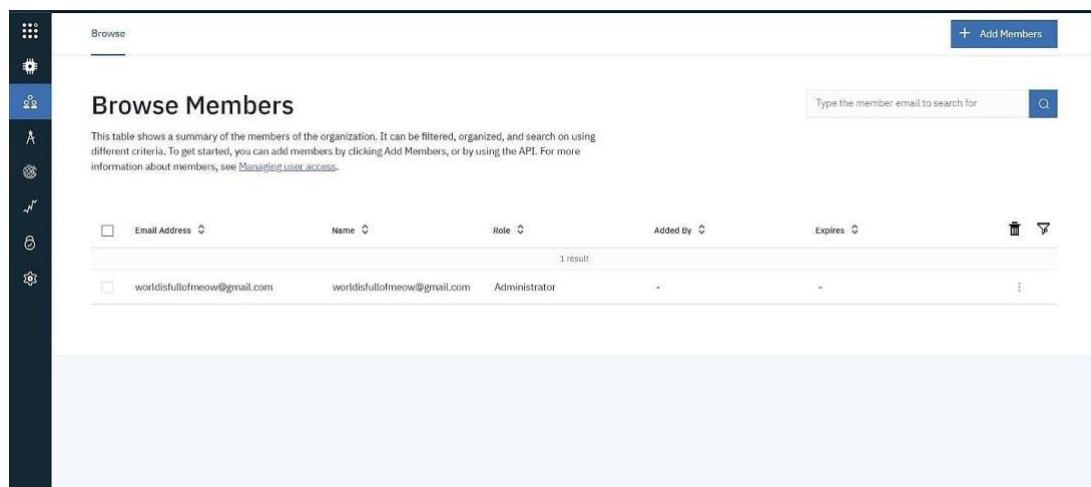 Browse
+ Add Members
Browse Members
Type the member email to search for
This table shows a summary of the members of the organization. It can be filtered, organized, and search on using
different criteria. To get started, you can add members by clicking Add Members, or by using the API. For more
information about members, see Managing user access.
Email Address Name Role Added By Expires
1 result
worldisfullofmeow@gmail.com worldisfullofmeow@gmail.com Administrator - -